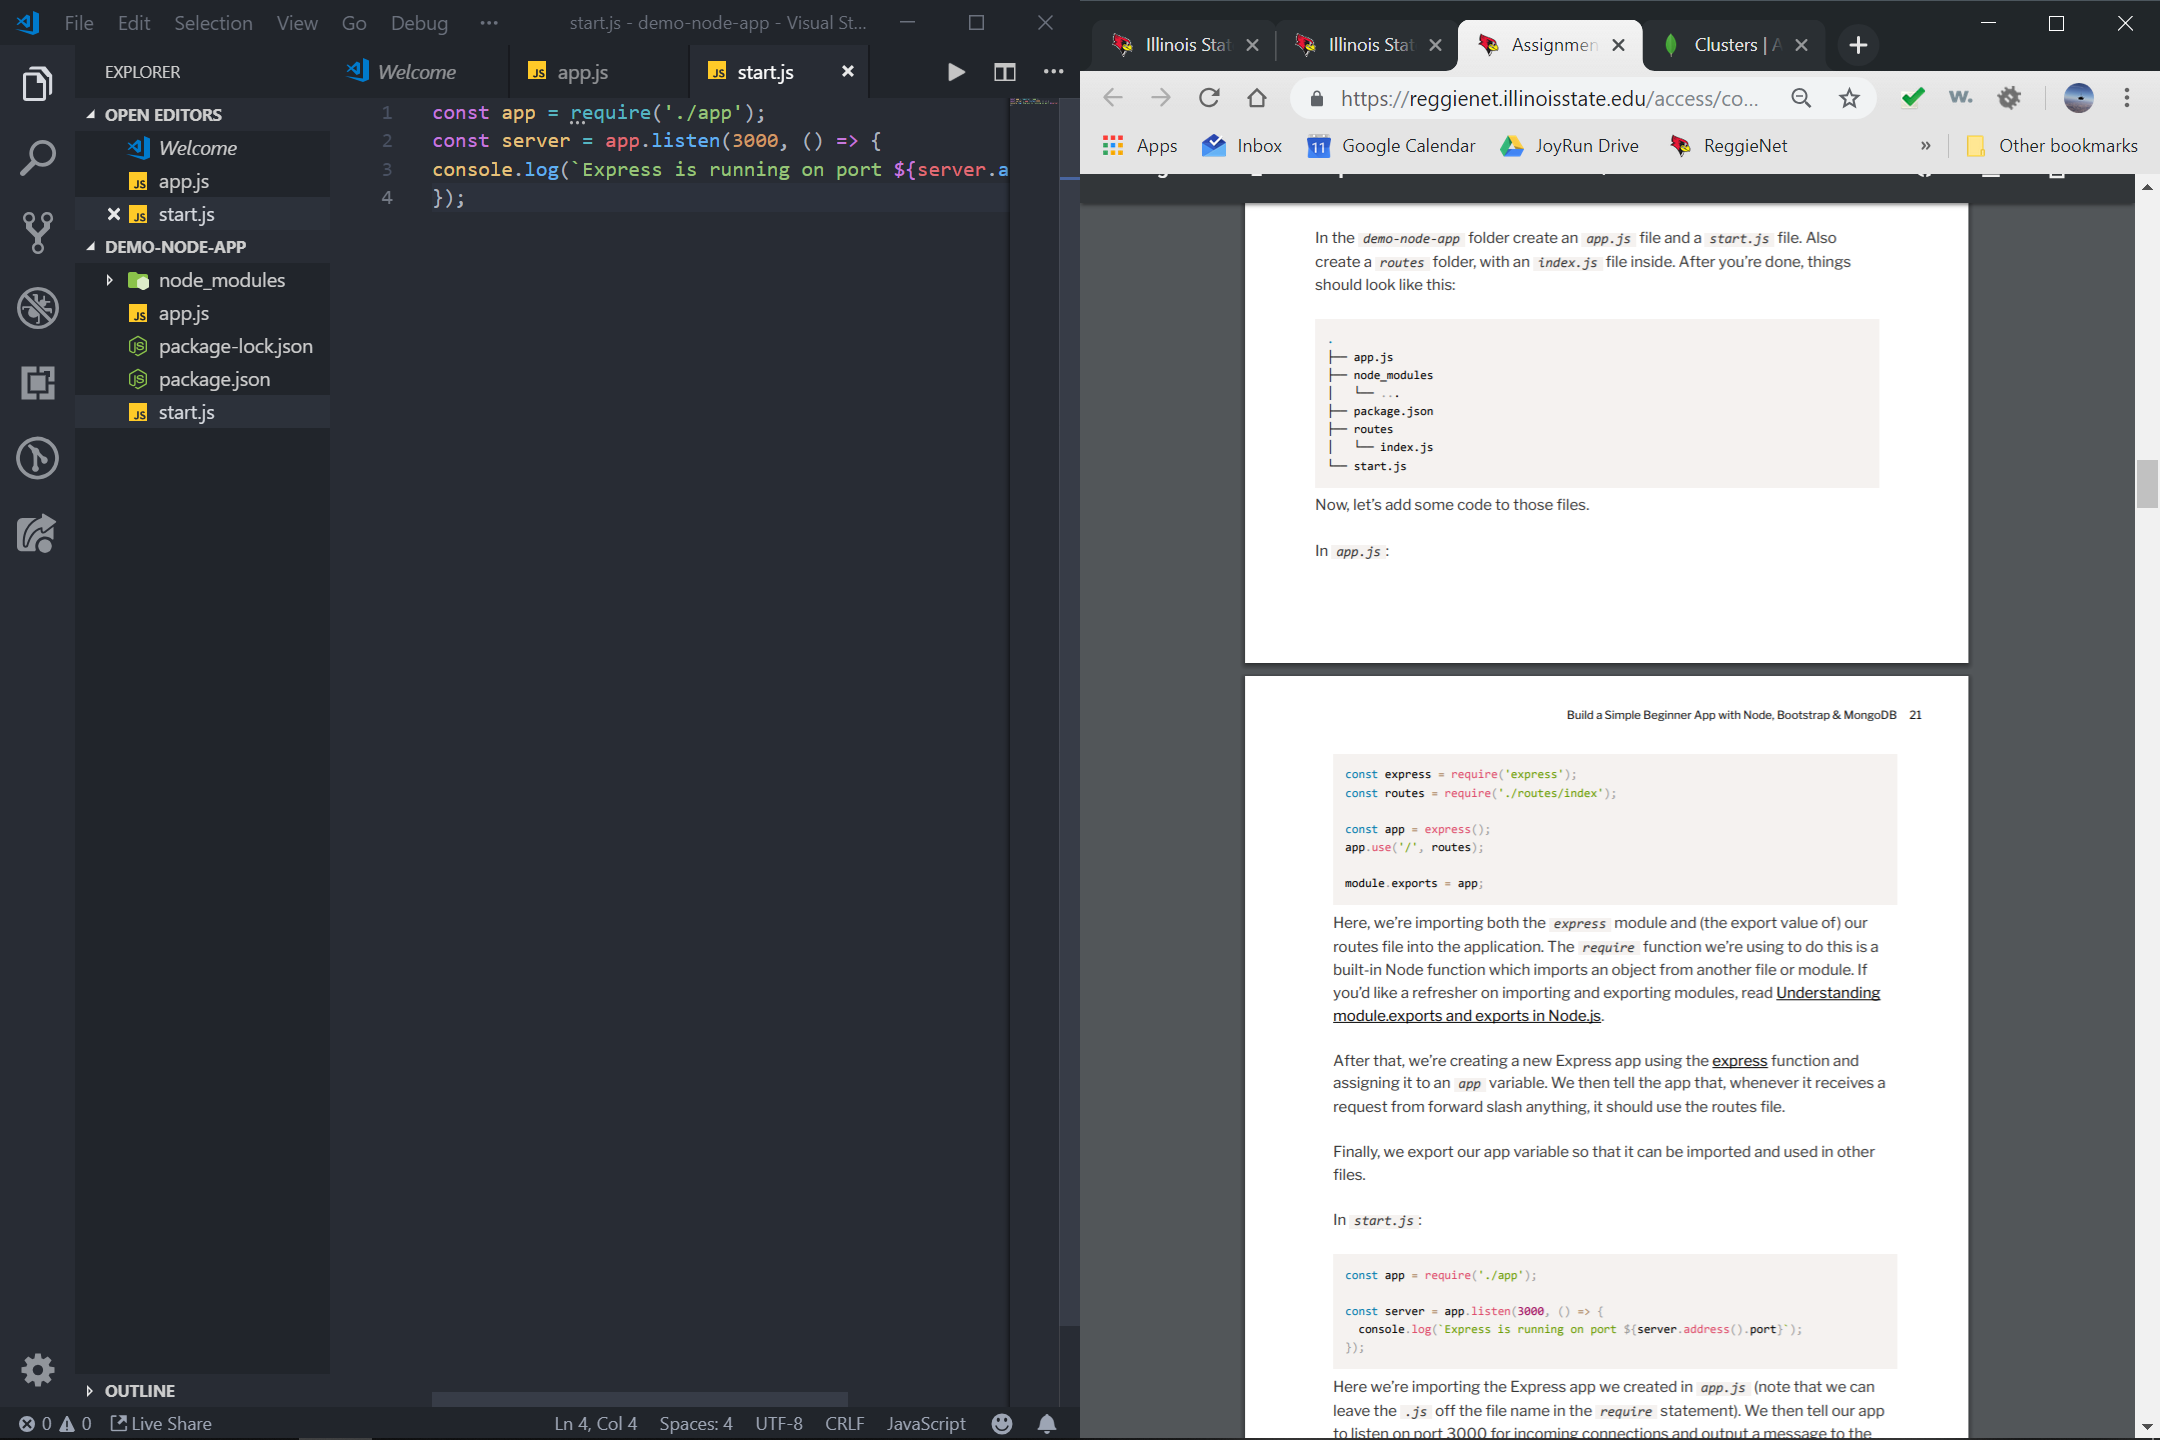 File Edit Selection View Go Debug ··· start.js - demo-node-app - Visual St...
EXPLORER
Welcome
app.js
start.js
OPEN EDITORS
Welcome
app.js
start.js
DEMO-NODE-APP
node_modules
app.js
package-lock.json
package.json
start.js
OUTLINE
1 const app = require('./app');
2 const server = app.listen(3000, () => {
3 console.log(`Express is running on port ${server.a
4 });
0 0 Live Share Ln 4, Col 4 Spaces: 4 UTF-8 CRLF JavaScript
Illinois Stat Illinois Stat Assignmen Clusters | A
https://reggienet.illinoisstate.edu/access/co...
Apps Inbox 11 Google Calendar JoyRun Drive ReggieNet » Other bookmarks
In the demo-node-app folder create an app.js file and a start.js file. Also
create a routes folder, with an index.js file inside. After you're done, things
should look like this:
.
├── app.js
├── node_modules
│   └── ...
├── package.json
├── routes
│   └── index.js
└── start.js
Now, let's add some code to those files.
In app.js:
Build a Simple Beginner App with Node, Bootstrap & MongoDB 21
const express = require('express');
const routes = require('./routes/index');
const app = express();
app.use('/', routes);
module.exports = app;
Here, we're importing both the express module and (the export value of) our
routes file into the application. The require function we're using to do this is a
built-in Node function which imports an object from another file or module. If
you'd like a refresher on importing and exporting modules, read Understanding
module.exports and exports in Node.js.
After that, we're creating a new Express app using the express function and
assigning it to an app variable. We then tell the app that, whenever it receives a
request from forward slash anything, it should use the routes file.
Finally, we export our app variable so that it can be imported and used in other
files.
In start.js:
const app = require('./app');
const server = app.listen(3000, () => {
  console.log(`Express is running on port ${server.address().port}`);
});
Here we're importing the Express app we created in app.js (note that we can
leave the .js off the file name in the require statement). We then tell our app
to listen on port 3000 for incoming connections and output a message to the